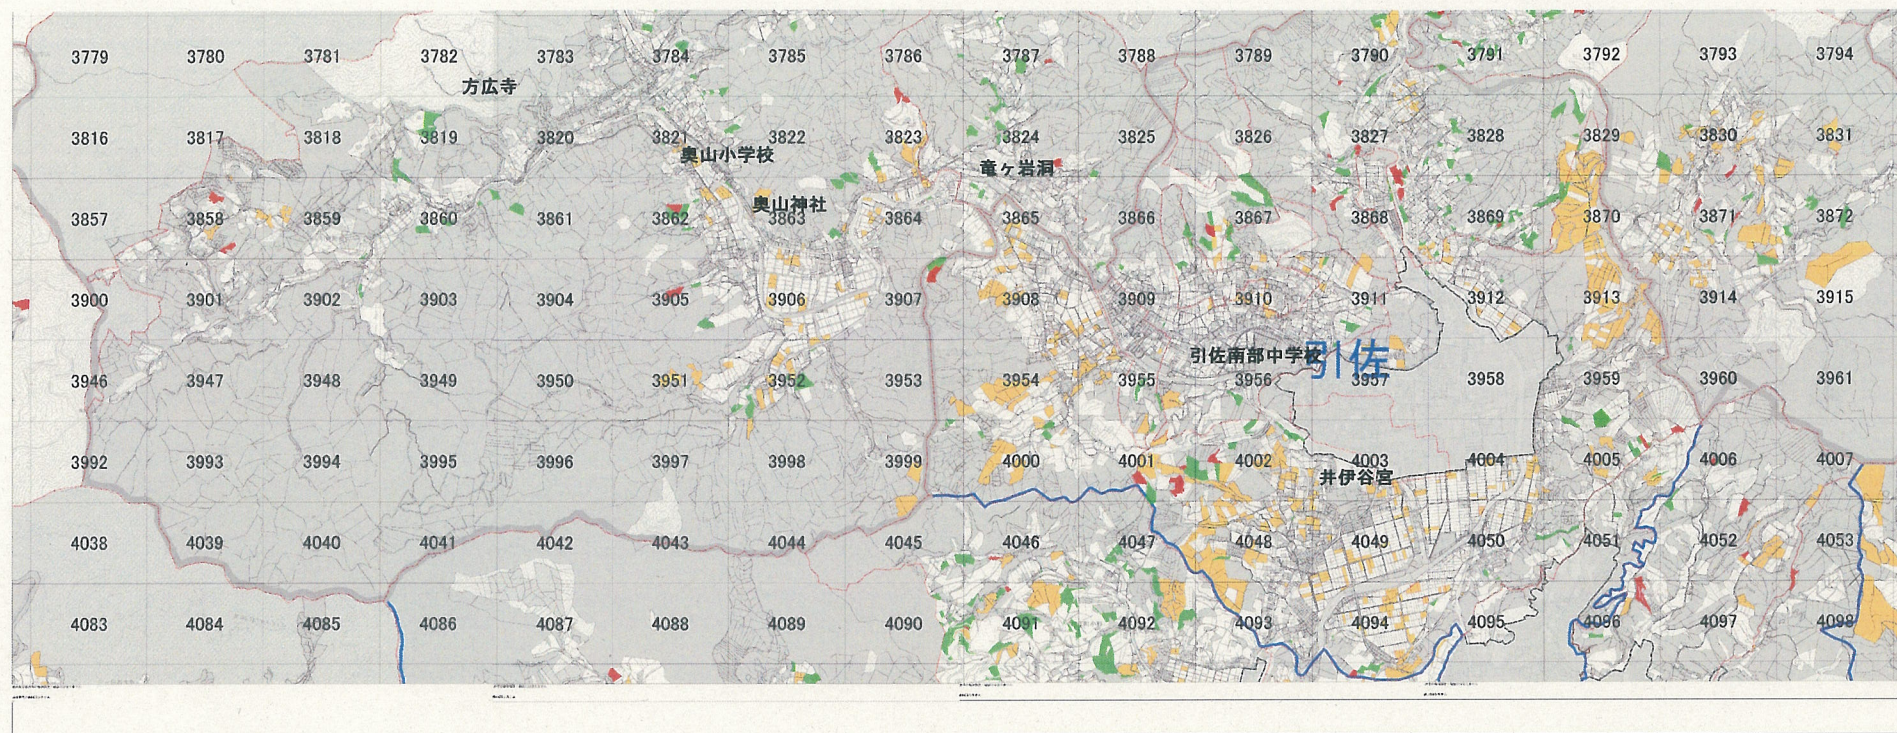 3779 3780 3781 3782 3783 3784 3785 3786 3787 3788 3789 3790 3791 3792 3793 3794
方広寺
3816 3817 3818 3819 3820 3821 3822 3823 3824 3825 3826 3827 3828 3829 3830 3831
奥山小学校
竜ヶ岩洞
奥山神社
3857 3858 3859 3860 3861 3862 3863 3864 3865 3866 3867 3868 3869 3870 3871 3872
3900 3901 3902 3903 3904 3905 3906 3907 3908 3909 3910 3911 3912 3913 3914 3915
引佐南部中学校
引佐
3946 3947 3948 3949 3950 3951 3952 3953 3954 3955 3956 3957 3958 3959 3960 3961
3992 3993 3994 3995 3996 3997 3998 3999 4000 4001 4002 4003 4004 4005 4006 4007
井伊谷宮
4038 4039 4040 4041 4042 4043 4044 4045 4046 4047 4048 4049 4050 4051 4052 4053
4083 4084 4085 4086 4087 4088 4089 4090 4091 4092 4093 4094 4095 4096 4097 4098